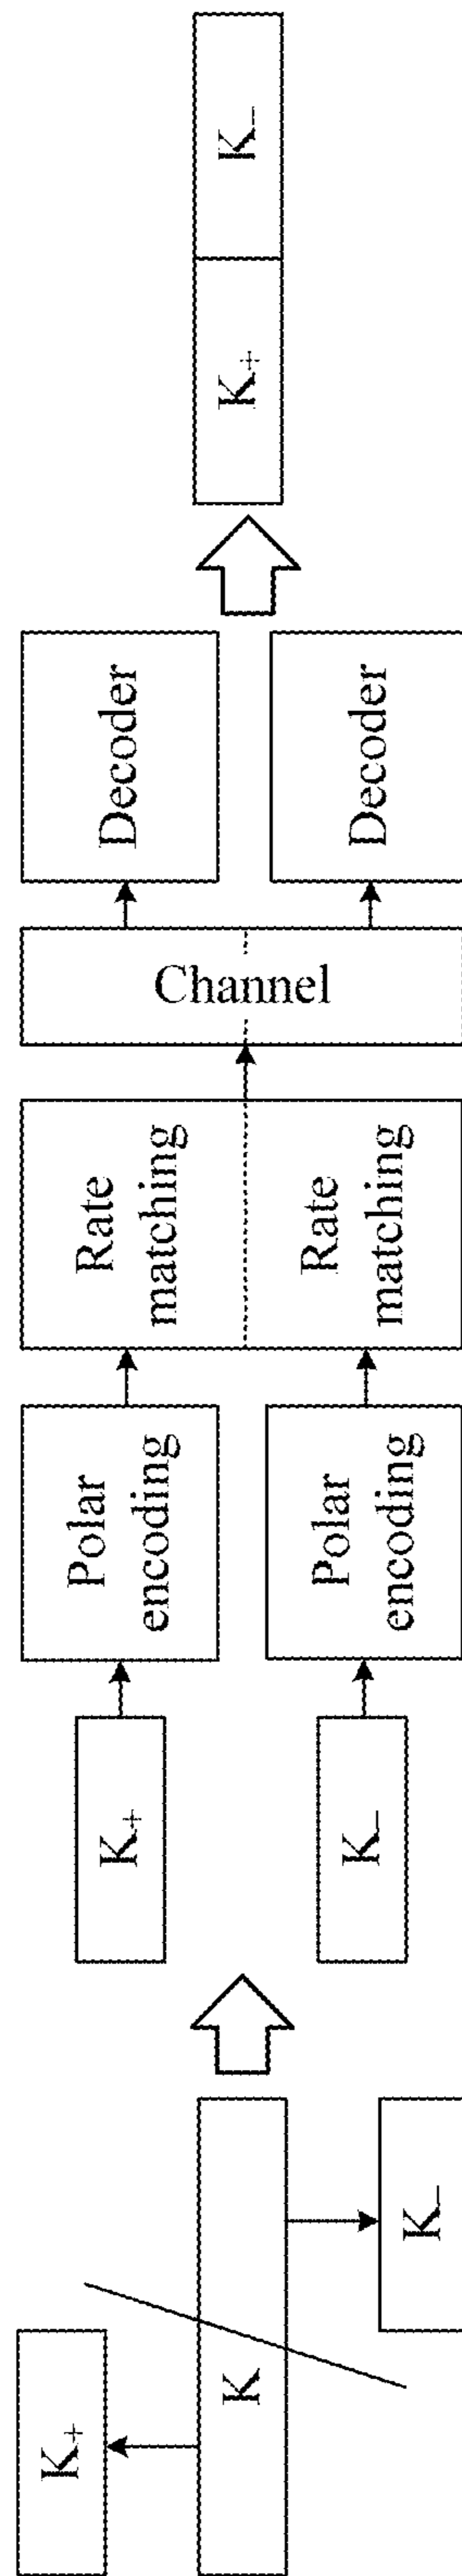 K₊
K
K₋
K₊
K₋
Polar
encoding
Polar
encoding
Rate
matching
Rate
matching
Channel
Decoder
Decoder
K₊
K₋